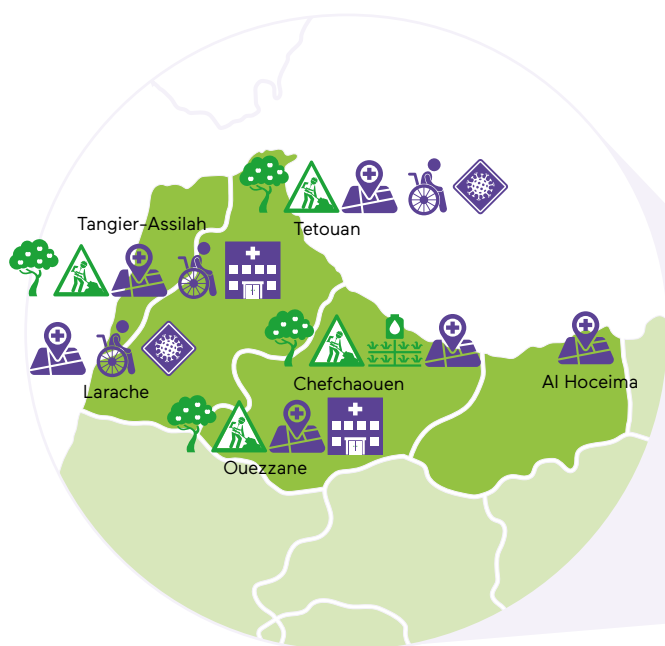 Tangier-Assilah
Tetouan
Larache
Chefchaouen
Al Hoceima
Ouezzane